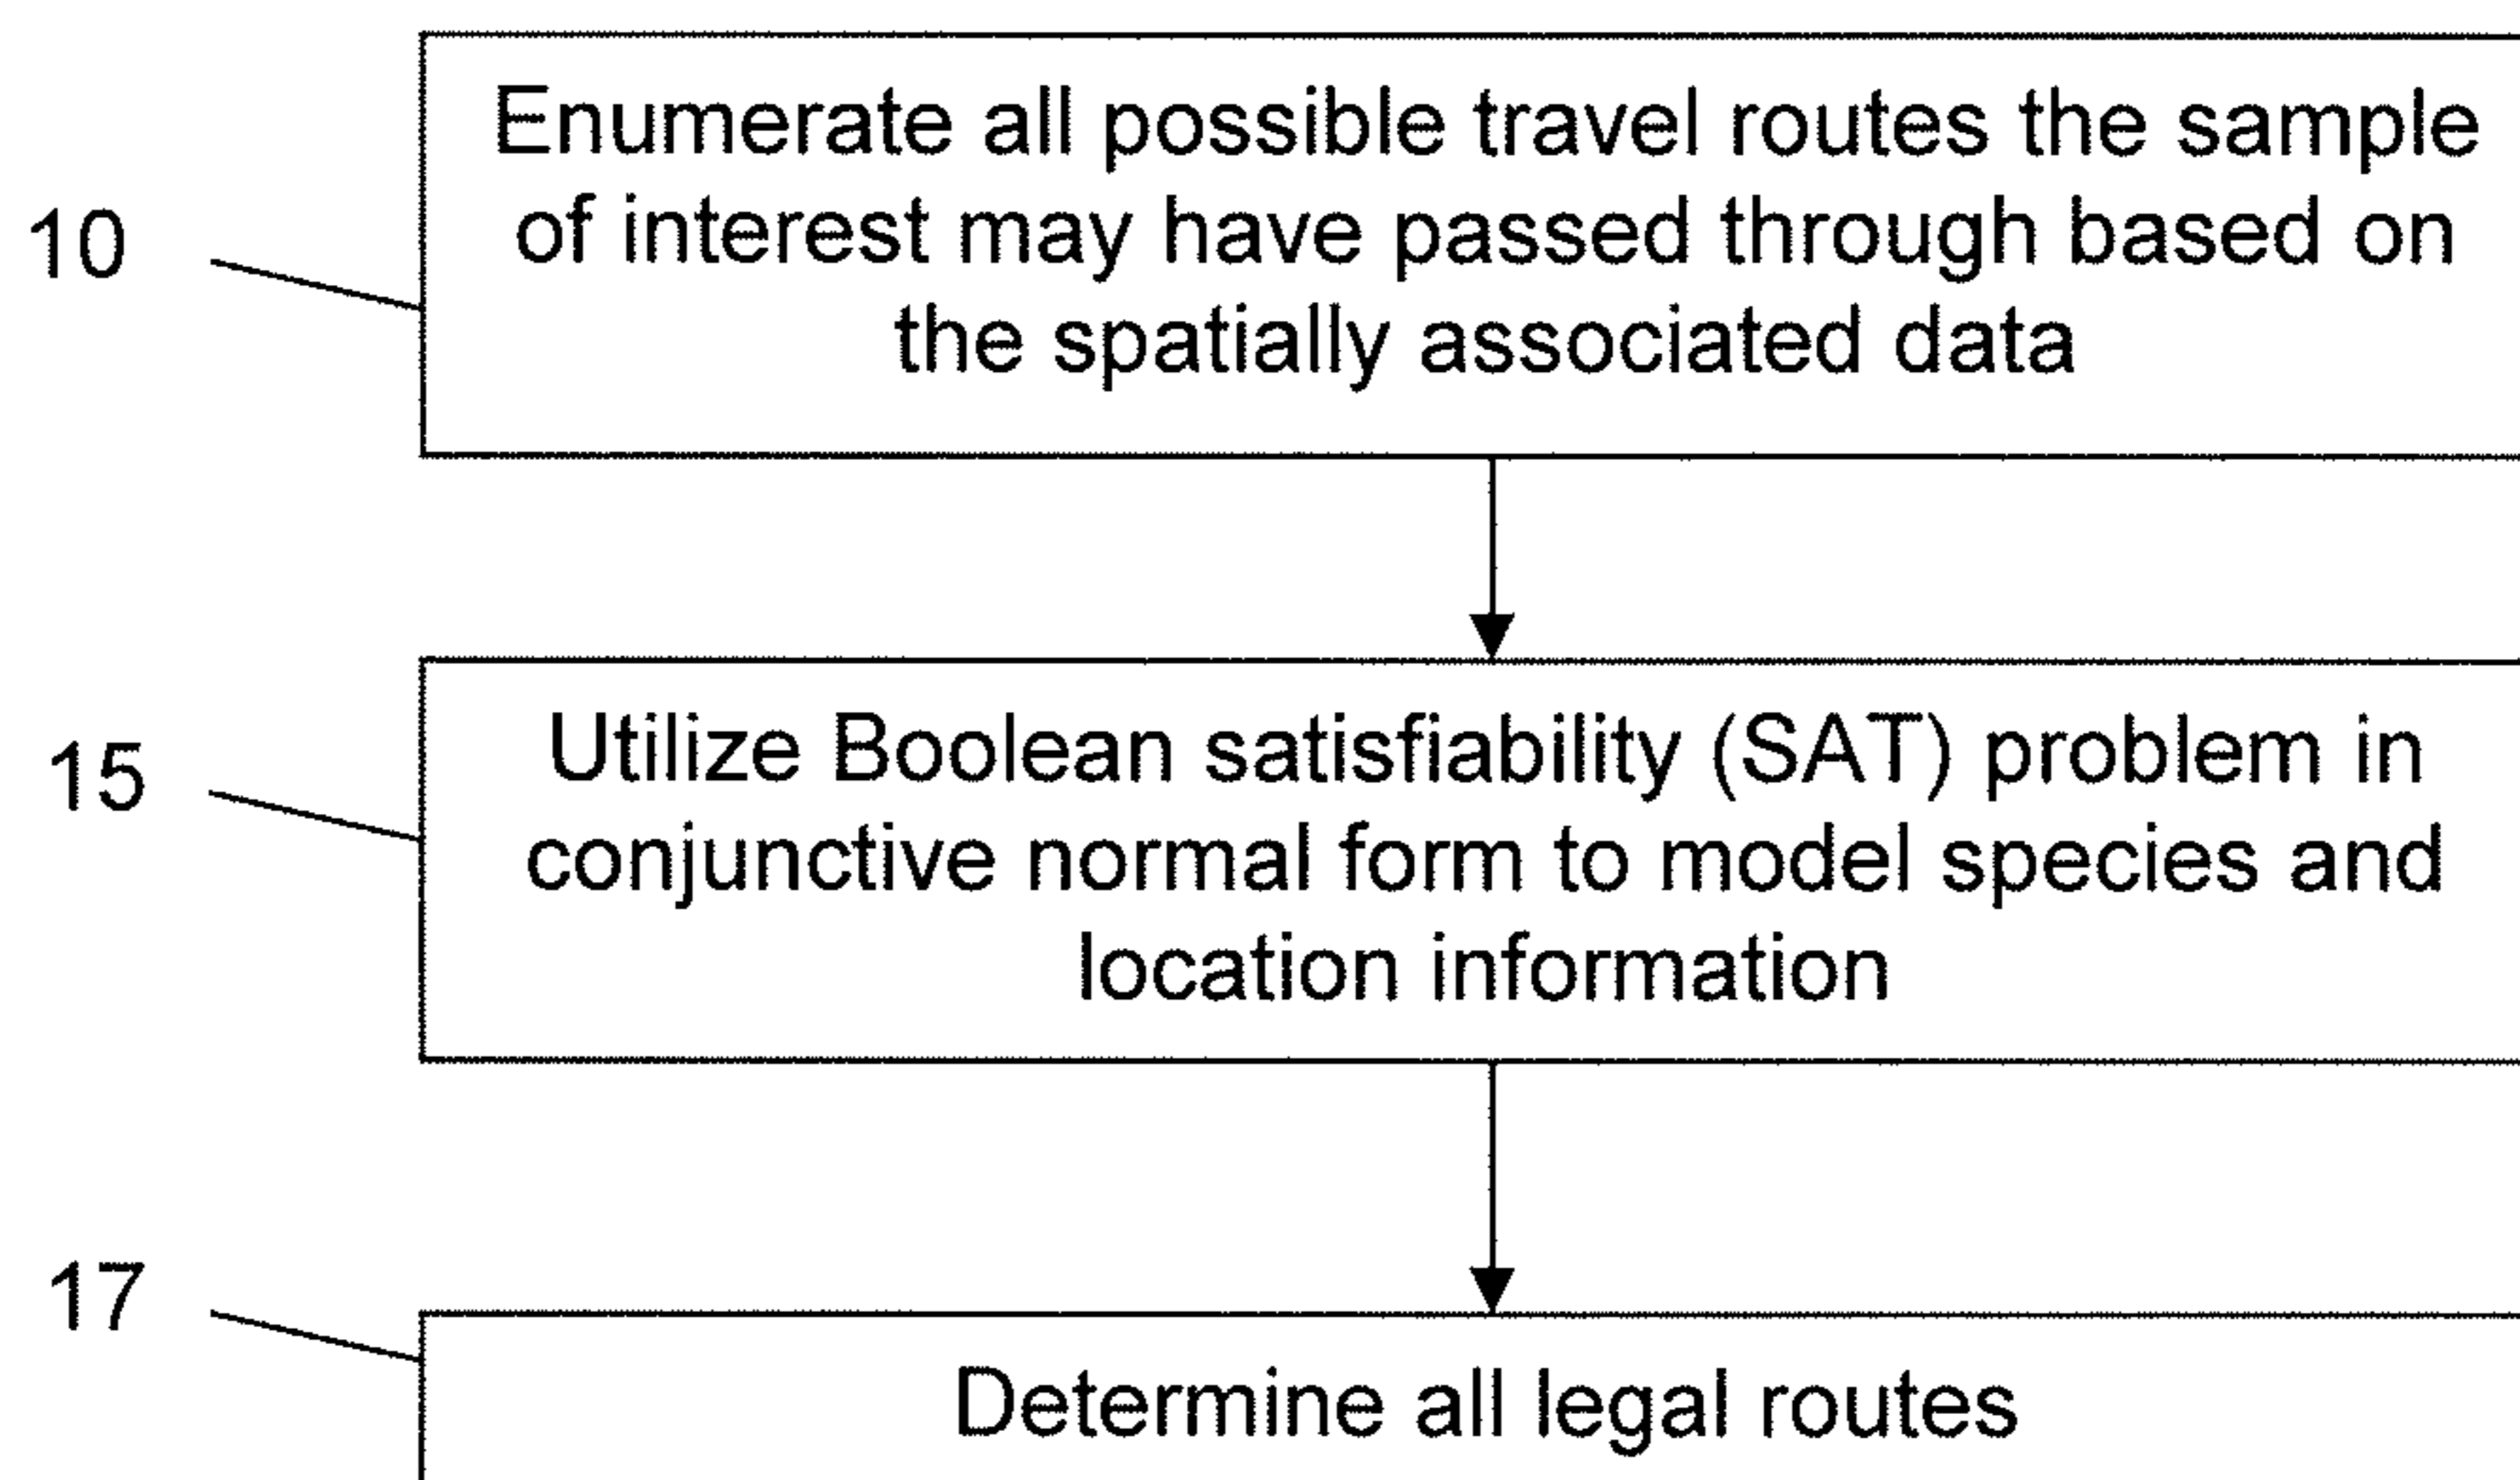 Enumerate all possible travel routes the sample
10
of interest may have passed through based on
the spatially associated data
15
Utilize Boolean satisfiability (SAT) problem in
conjunctive normal form to model species and
location information
17
Determine all legal routes